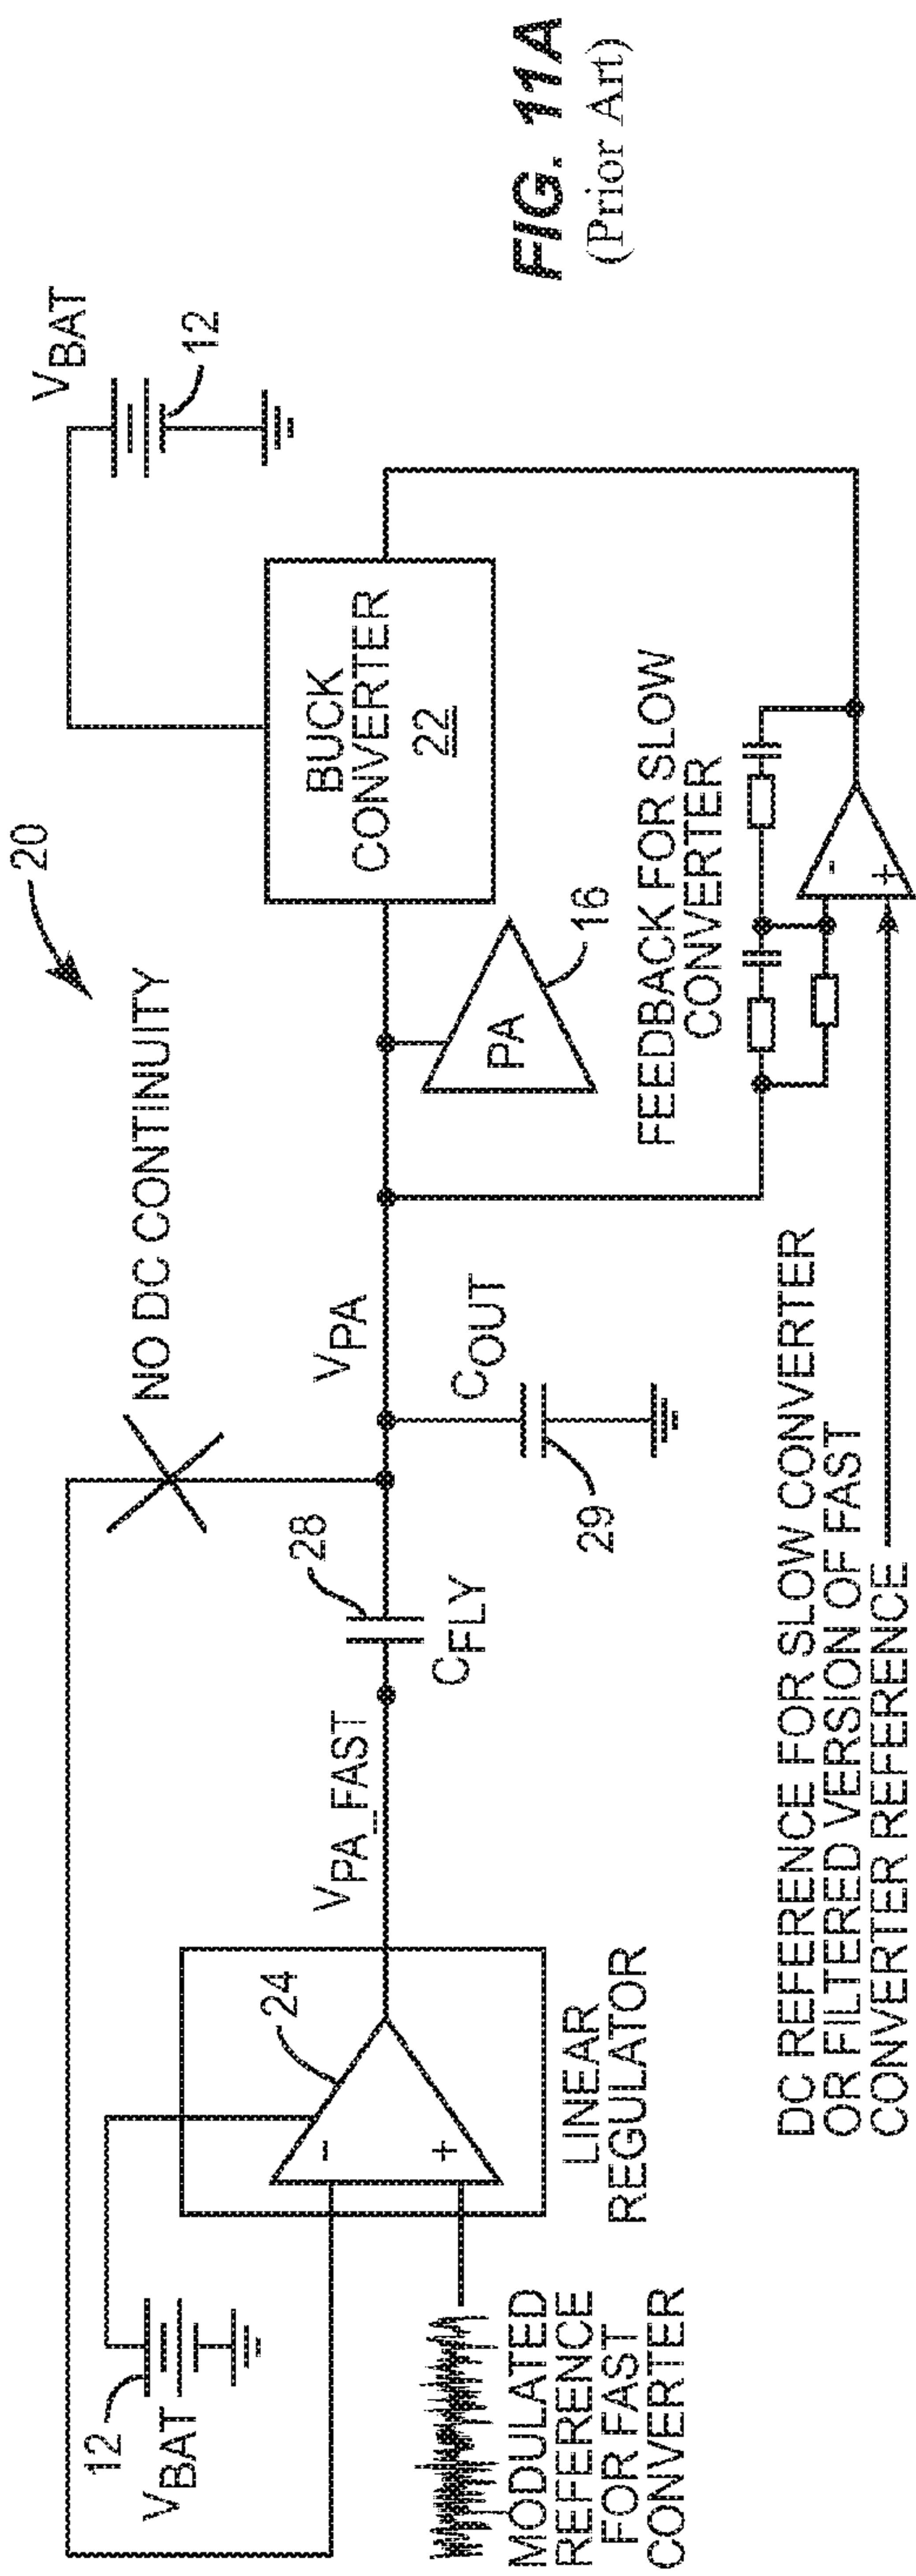 20
NO DC CONTINUITY
VBAT
12
12
VBAT
24
VPA_FAST
28
CFLY
VPA
COUT
29
BUCK
CONVERTER
22
PA
16
-
+
LINEAR
REGULATOR
MODULATED
REFERENCE
FOR FAST
CONVERTER
FEEDBACK FOR SLOW
CONVERTER
-
+
DC REFERENCE FOR SLOW CONVERTER
OR FILTERED VERSION OF FAST
CONVERTER REFERENCE
FIG. 11A
(Prior Art)